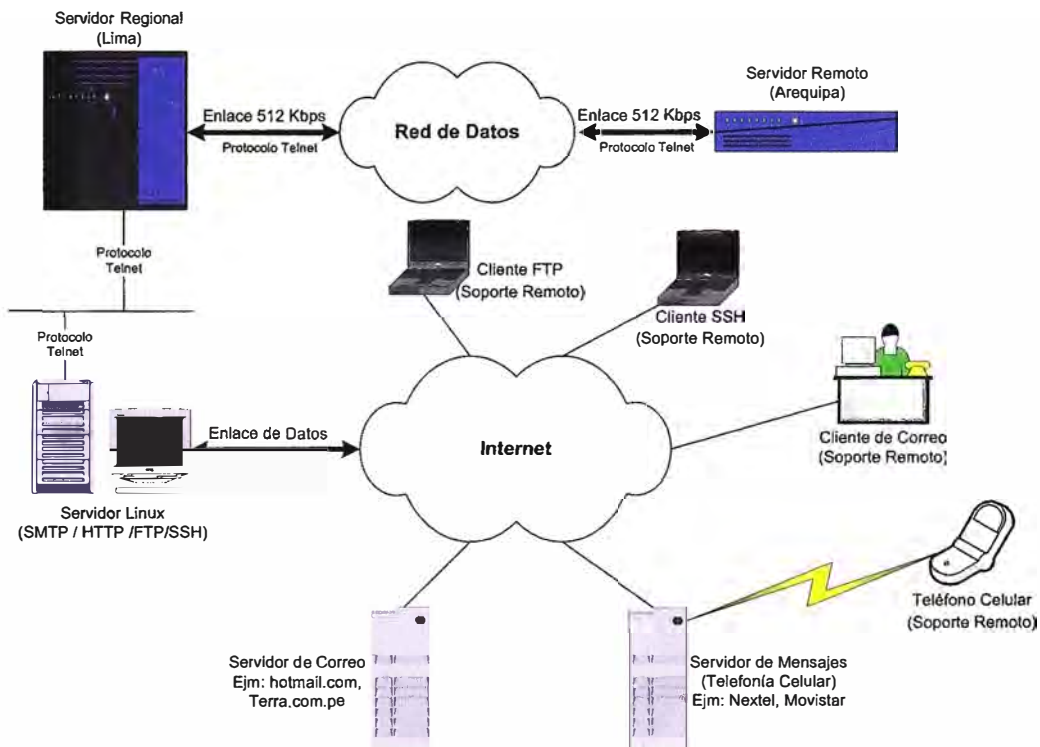 Servidor Regional
(Lima)
Servidor Remoto
(Arequipa)
Enlace 512 Kbps
Protocolo Telnet
Red de Datos
Enlace 512 Kbps
Protocolo Telnet
Protocolo
Telnet
Cliente FTP
(Soporte Remoto)
Cliente SSH
(Soporte Remoto)
Protocolo
Telnet
Enlace de Datos
Internet
Cliente de Correo
(Soporte Remoto)
Servidor Linux
(SMTP / HTTP /FTP/SSH)
Teléfono Celular
(Soporte Remoto)
Servidor de Correo
Ejm: hotmail.com,
Terra.com.pe
Servidor de Mensajes
(Telefonía Celular)
Ejm: Nextel, Movistar